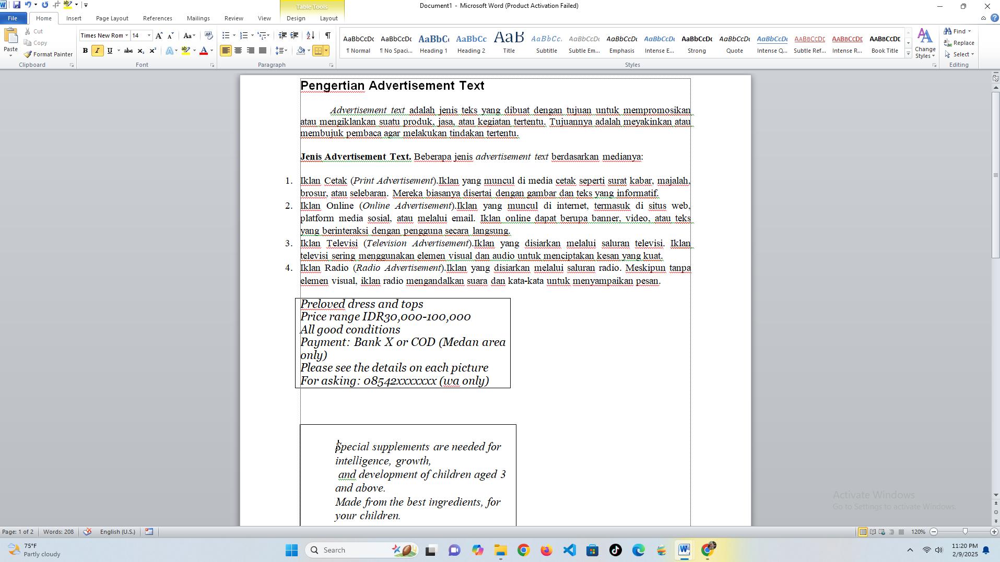 Document1 - Microsoft Word (Product Activation Failed)
Table Tools
File Home Insert Page Layout References Mailings Review View Design Layout
Paste
Cut
Copy
Format Painter
Clipboard
Times New Rom 14
Font
Paragraph
AaBbCcDc AaBbCcDc AaBbCc AaBbCc AaB AaBbCc. AaBbCcDc AaBbCcDc AaBbCcDc AaBbCcDc AaBbCcDc AaBbCcDc AABBCCDE AABBCCDE AABBCCDE
¶ Normal ¶ No Spaci... Heading 1 Heading 2 Title Subtitle Subtle Em... Emphasis Intense E... Strong Quote Intense Q... Subtle Ref... Intense R... Book Title
Styles
Change
Styles
Find
Replace
Select
Editing
Pengertian Advertisement Text
Advertisement text adalah jenis teks yang dibuat dengan tujuan untuk mempromosikan
atau mengiklankan suatu produk, jasa, atau kegiatan tertentu. Tujuannya adalah meyakinkan atau
membujuk pembaca agar melakukan tindakan tertentu.
Jenis Advertisement Text. Beberapa jenis advertisement text berdasarkan medianya:
1. Iklan Cetak (Print Advertisement).Iklan yang muncul di media cetak seperti surat kabar, majalah,
brosur, atau selebaran. Mereka biasanya disertai dengan gambar dan teks yang informatif.
2. Iklan Online (Online Advertisement).Iklan yang muncul di internet, termasuk di situs web,
platform media sosial, atau melalui email. Iklan online dapat berupa banner, video, atau teks
yang berinteraksi dengan pengguna secara langsung.
3. Iklan Televisi (Television Advertisement).Iklan yang disiarkan melalui saluran televisi. Iklan
televisi sering menggunakan elemen visual dan audio untuk menciptakan kesan yang kuat.
4. Iklan Radio (Radio Advertisement).Iklan yang disiarkan melalui saluran radio. Meskipun tanpa
elemen visual, iklan radio mengandalkan suara dan kata-kata untuk menyampaikan pesan.
Preloved dress and tops
Price range IDR30,000-100,000
All good conditions
Payment: Bank X or COD (Medan area
only)
Please see the details on each picture
For asking: 08542xxxxxxx (wa only)
Special supplements are needed for
intelligence, growth,
and development of children aged 3
and above.
Made from the best ingredients, for
your children.
Activate Windows
Go to Settings to activate Windows.
Page: 1 of 2 Words: 208 English (U.S.) 120%
75°F
Partly cloudy
Search
11:20 PM
2/9/2025